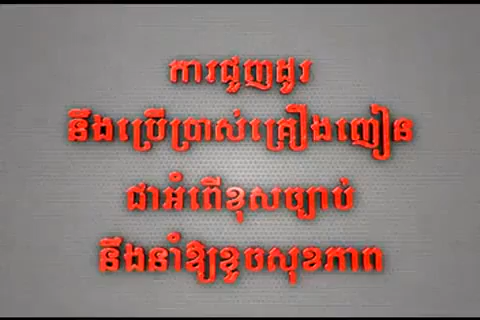 ការជួញដូរ
នឹងប្រើប្រាស់គ្រឿងញៀន
ជាអំពើខុសច្បាប់
នឹងនាំឱ្យខូចសុខភាព